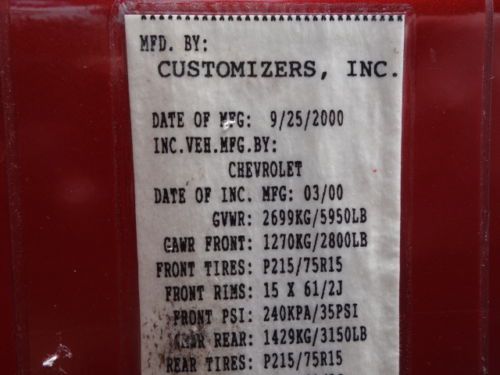 MFD. BY:
CUSTOMIZERS, INC.
DATE OF MFG: 9/25/2000
INC.VEH.MFG.BY:
CHEVROLET
DATE OF INC. MFG: 03/00
GVWR: 2699KG/5950LB
GAWR FRONT: 1270KG/2800LB
FRONT TIRES: P215/75R15
FRONT RIMS: 15 X 61/2J
FRONT PSI: 240KPA/35PSI
GAWR REAR: 1429KG/3150LB
REAR TIRES: P215/75R15